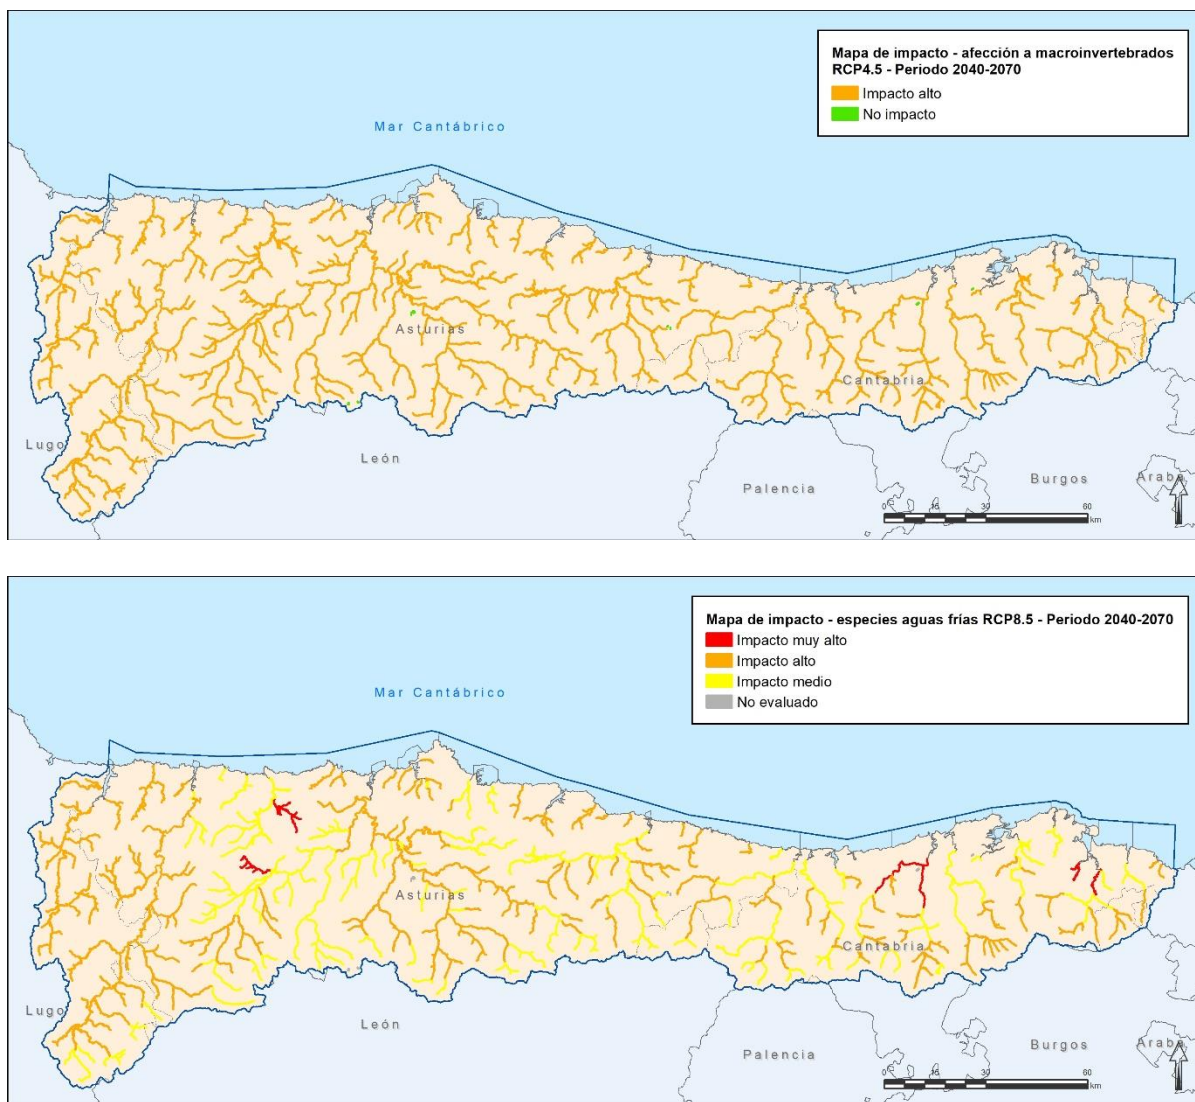 Mapa de impacto - afección a macroinvertebrados
RCP4.5 - Periodo 2040-2070
Impacto alto
No impacto
Mar Cantábrico
Asturias
Cantabria
Lugo
León
Palencia
Burgos
Araba
0 15 30 60
km
Mapa de impacto - especies aguas frías RCP8.5 - Periodo 2040-2070
Impacto muy alto
Impacto alto
Impacto medio
No evaluado
Mar Cantábrico
Asturias
Cantabria
Lugo
León
Palencia
Burgos
Araba
0 15 30 60
km